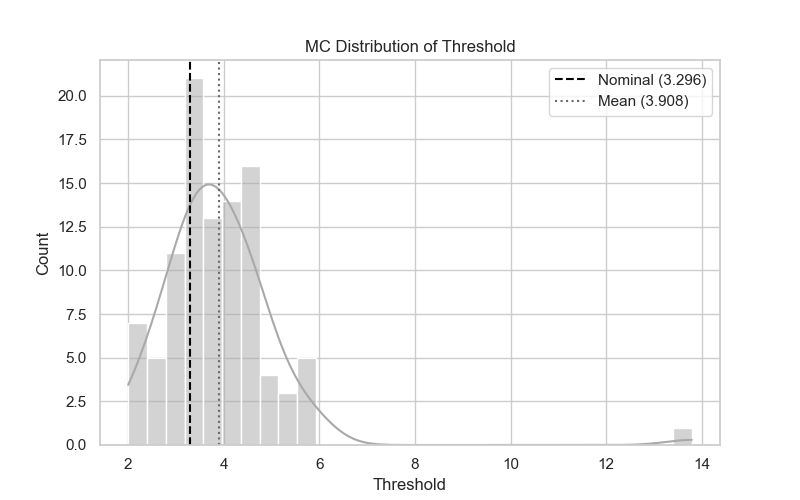 MC Distribution of Threshold
Nominal (3.296)
Mean (3.908)
Count
20.0
17.5
15.0
12.5
10.0
7.5
5.0
2.5
0.0
2 4 6 8 10 12 14
Threshold